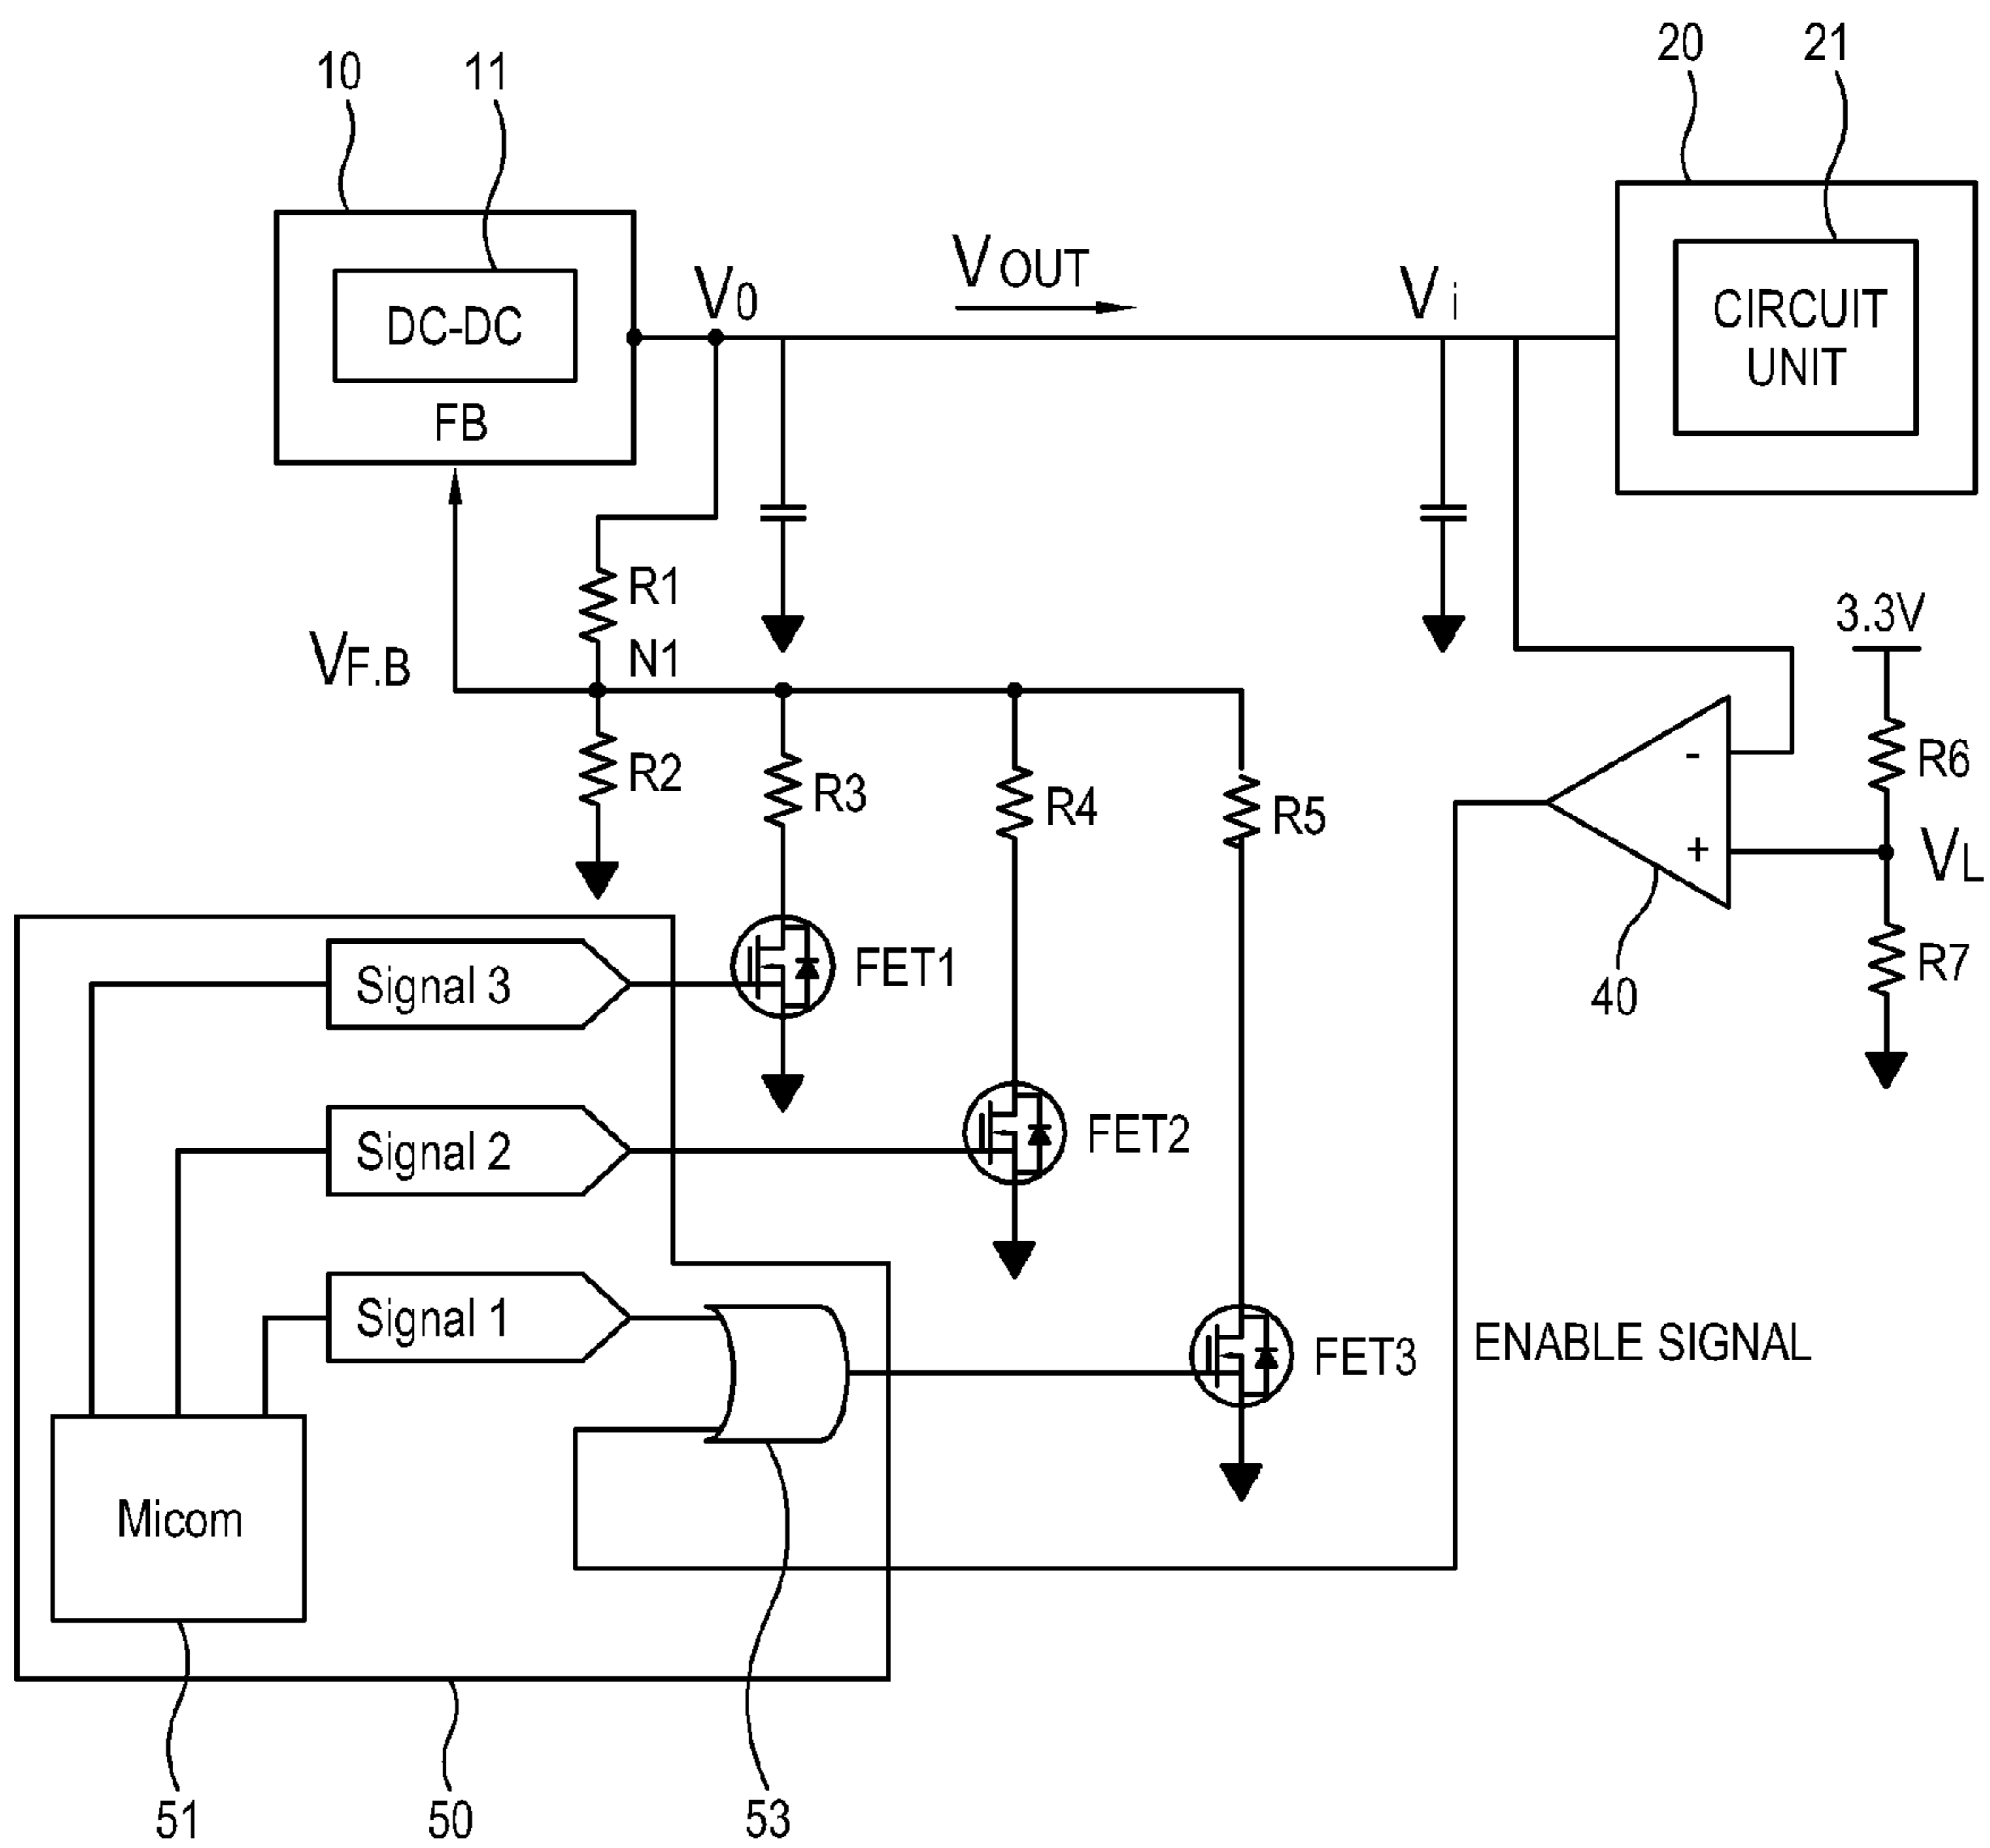 10
11
20
21
DC-DC
FB
V0
VOUT
Vi
CIRCUIT
UNIT
R1
N1
VF.B
3.3V
R2
R3
R4
R5
-
+
R6
VL
R7
40
Signal 3
FET1
Signal 2
FET2
Signal 1
FET3
ENABLE SIGNAL
Micom
51
50
53